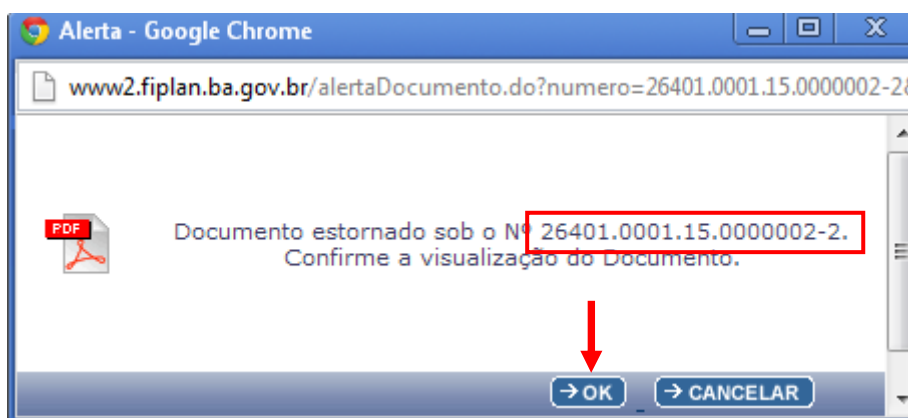 Alerta - Google Chrome
www2.fiplan.ba.gov.br/alertaDocumento.do?numero=26401.0001.15.0000002-2&
PDF
Documento estornado sob o Nº 26401.0001.15.0000002-2.
Confirme a visualização do Documento.
OK CANCELAR